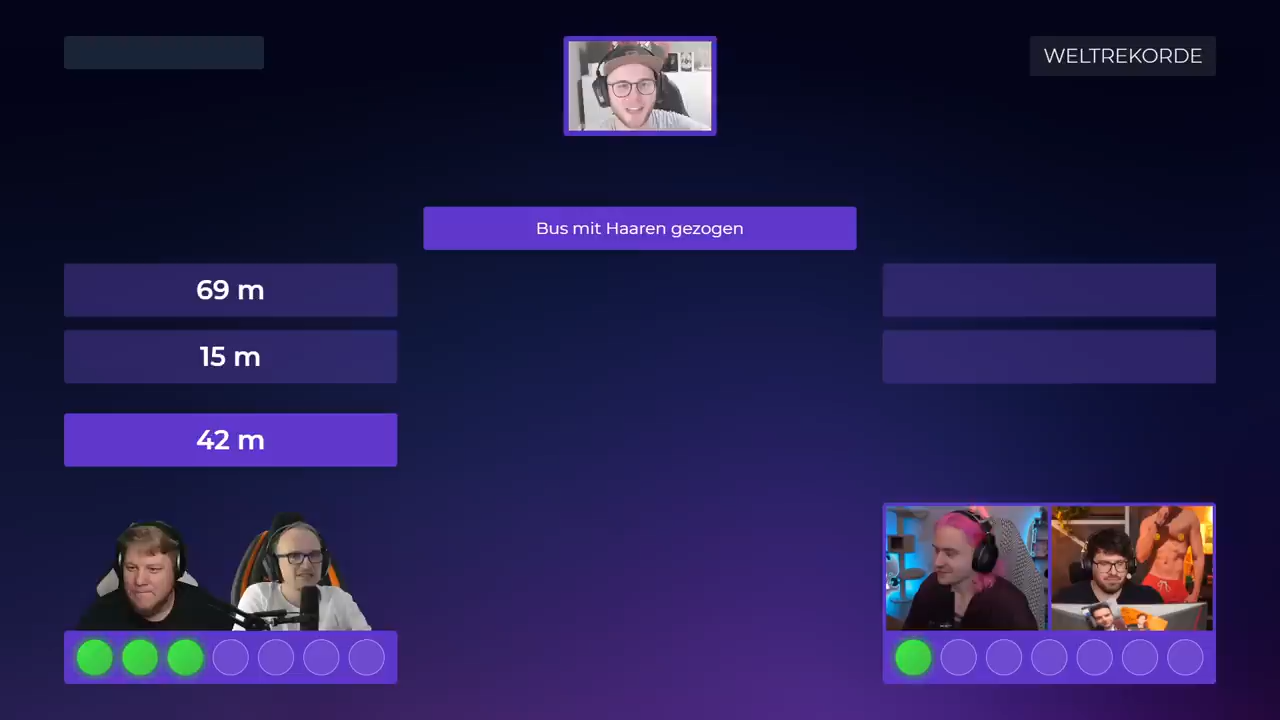 WELTREKORDE
Bus mit Haaren gezogen
69 m
15 m
42 m